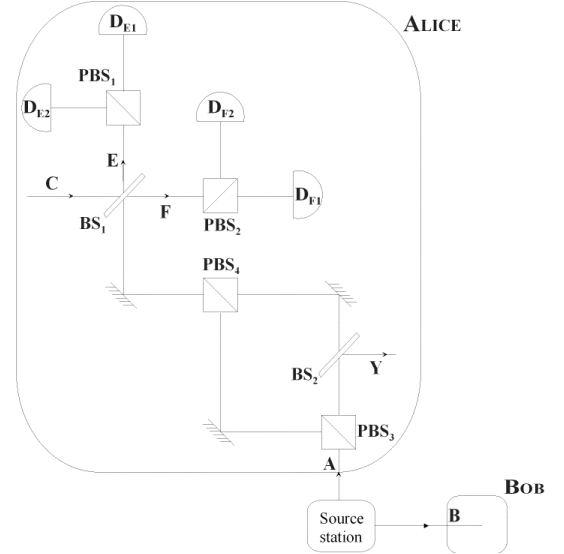 D_E1
ALICE
PBS_1
D_E2
D_F2
E
C
F
D_F1
BS_1
PBS_2
PBS_4
BS_2
Y
PBS_3
A
BOB
Source
station
B